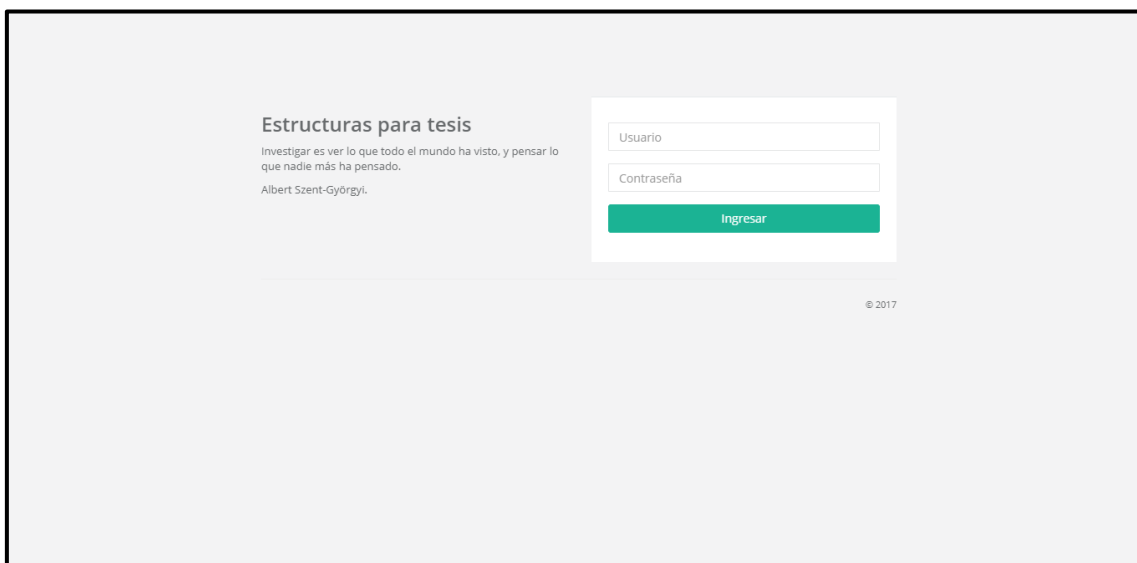 Estructuras para tesis
Investigar es ver lo que todo el mundo ha visto, y pensar lo
que nadie más ha pensado.
Albert Szent-Györgyi.
Usuario
Contraseña
Ingresar
© 2017